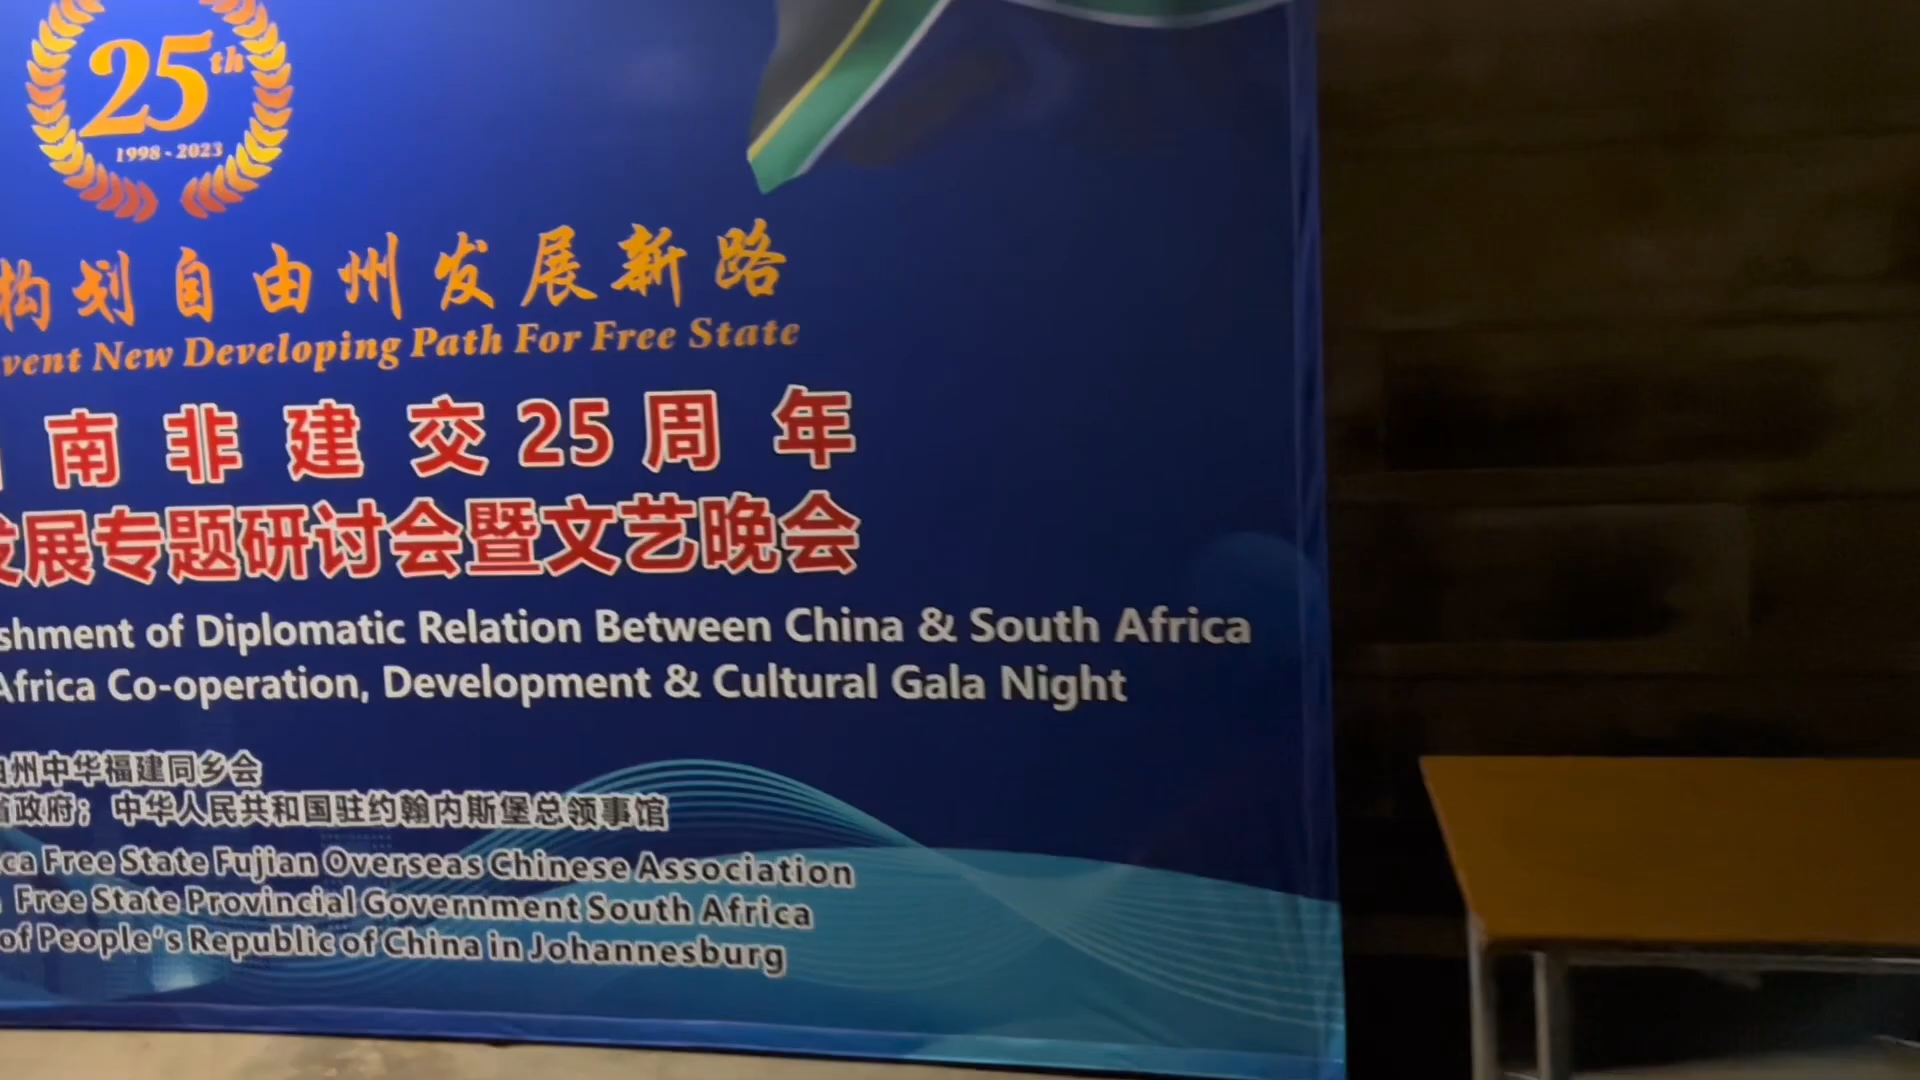 25th
1998 - 2023
构划自由州发展新路
New Developing Path For Free State
南非建交25周年
发展专题研讨会暨文艺晚会
of Diplomatic Relation Between China & South Africa
Africa Co-operation, Development & Cultural Gala Night
州中华福建同乡会
政府；中华人民共和国驻约翰内斯堡总领事馆
Free State Fujian Overseas Chinese Association
Free State Provincial Government South Africa
of People's Republic of China in Johannesburg